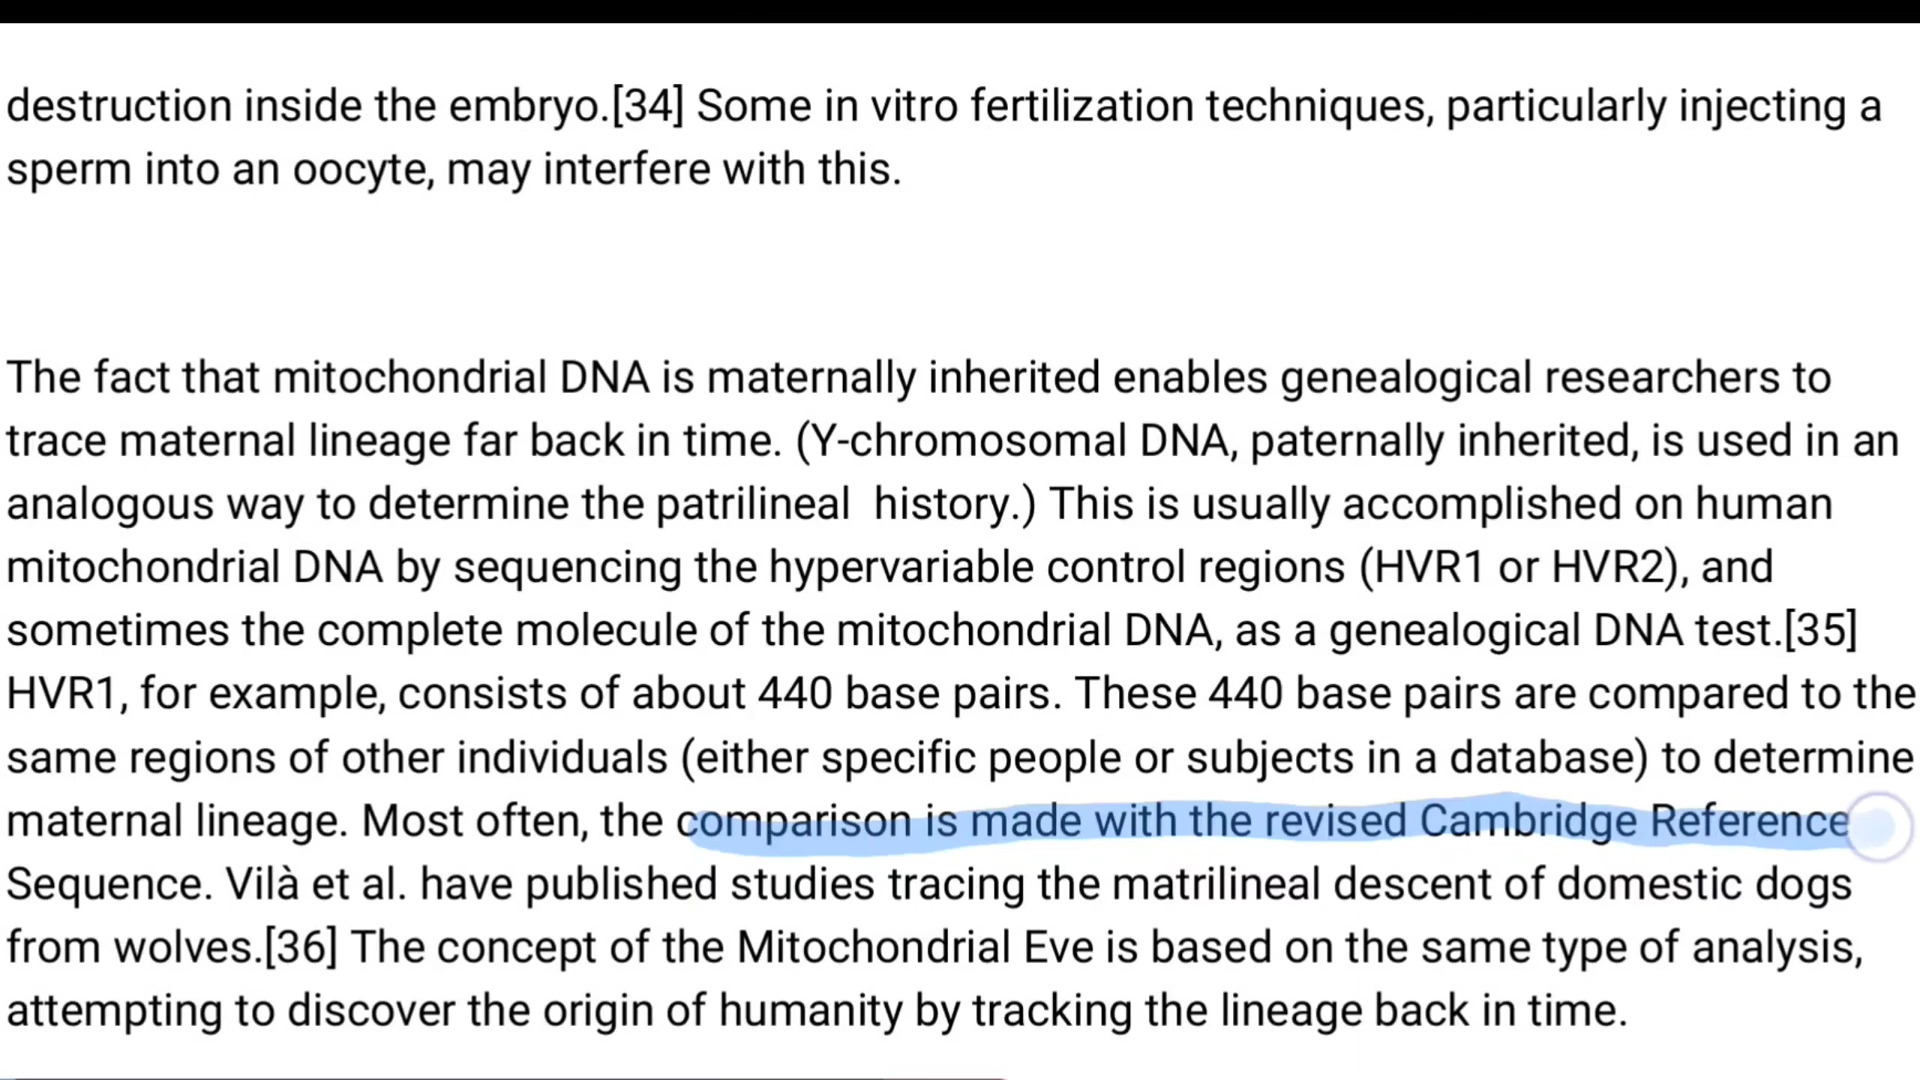 destruction inside the embryo.[34] Some in vitro fertilization techniques, particularly injecting a
sperm into an oocyte, may interfere with this.
The fact that mitochondrial DNA is maternally inherited enables genealogical researchers to
trace maternal lineage far back in time. (Y-chromosomal DNA, paternally inherited, is used in an
analogous way to determine the patrilineal  history.) This is usually accomplished on human
mitochondrial DNA by sequencing the hypervariable control regions (HVR1 or HVR2), and
sometimes the complete molecule of the mitochondrial DNA, as a genealogical DNA test.[35]
HVR1, for example, consists of about 440 base pairs. These 440 base pairs are compared to the
same regions of other individuals (either specific people or subjects in a database) to determine
maternal lineage. Most often, the comparison is made with the revised Cambridge Reference
Sequence. Vilà et al. have published studies tracing the matrilineal descent of domestic dogs
from wolves.[36] The concept of the Mitochondrial Eve is based on the same type of analysis,
attempting to discover the origin of humanity by tracking the lineage back in time.